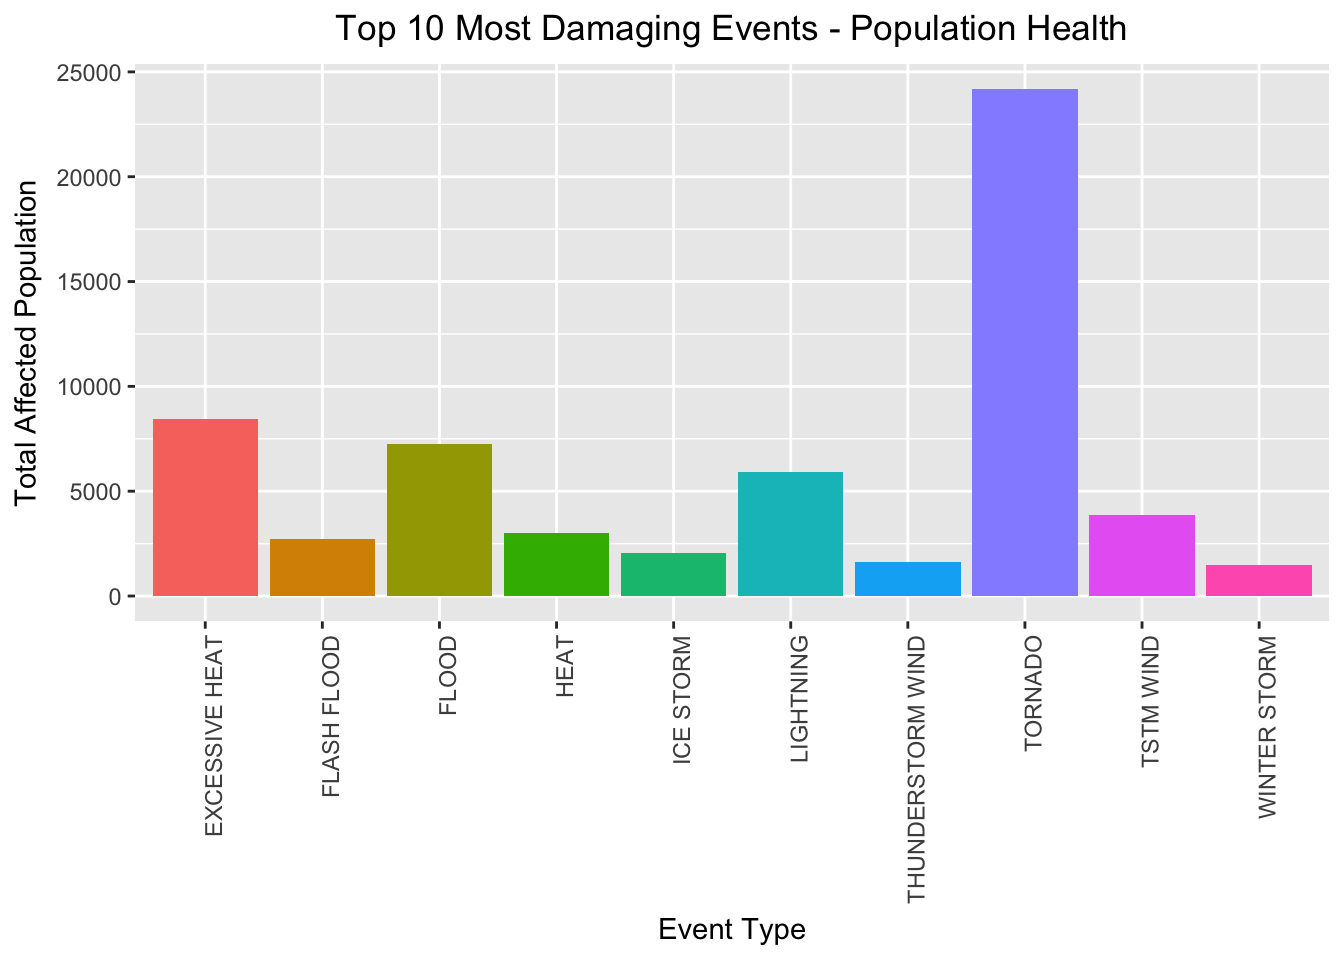 Top 10 Most Damaging Events - Population Health
Total Affected Population
25000
20000
15000
10000
5000
0
EXCESSIVE HEAT
FLASH FLOOD
FLOOD
HEAT
ICE STORM
LIGHTNING
THUNDERSTORM WIND
TORNADO
TSTM WIND
WINTER STORM
Event Type